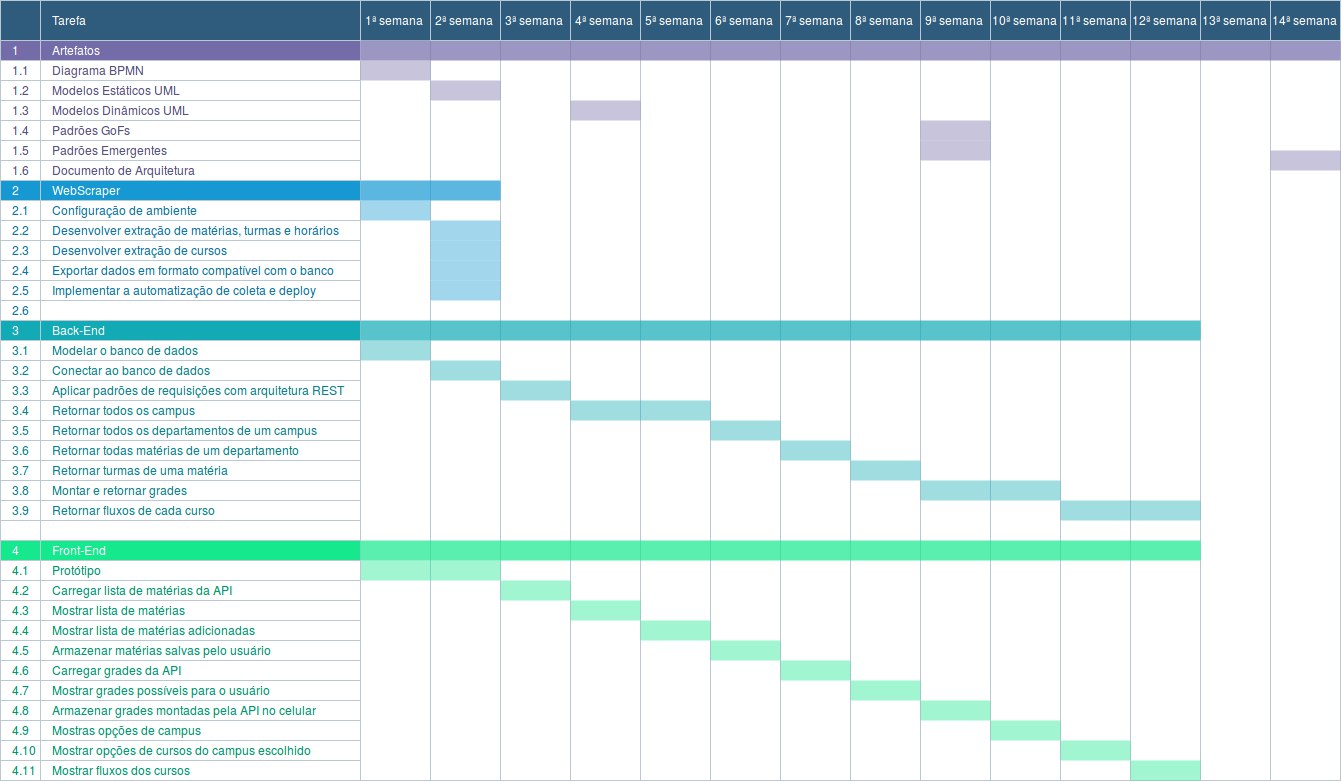 Tarefa 1ª semana 2ª semana 3ª semana 4ª semana 5ª semana 6ª semana 7ª semana 8ª semana 9ª semana 10ª semana 11ª semana 12ª semana 13ª semana 14ª semana
1 Artefatos
1.1 Diagrama BPMN
1.2 Modelos Estáticos UML
1.3 Modelos Dinâmicos UML
1.4 Padrões GoFs
1.5 Padrões Emergentes
1.6 Documento de Arquitetura
2 WebScraper
2.1 Configuração de ambiente
2.2 Desenvolver extração de matérias, turmas e horários
2.3 Desenvolver extração de cursos
2.4 Exportar dados em formato compatível com o banco
2.5 Implementar a automatização de coleta e deploy
2.6
3 Back-End
3.1 Modelar o banco de dados
3.2 Conectar ao banco de dados
3.3 Aplicar padrões de requisições com arquitetura REST
3.4 Retornar todos os campus
3.5 Retornar todos os departamentos de um campus
3.6 Retornar todas matérias de um departamento
3.7 Retornar turmas de uma matéria
3.8 Montar e retornar grades
3.9 Retornar fluxos de cada curso
4 Front-End
4.1 Protótipo
4.2 Carregar lista de matérias da API
4.3 Mostrar lista de matérias
4.4 Mostrar lista de matérias adicionadas
4.5 Armazenar matérias salvas pelo usuário
4.6 Carregar grades da API
4.7 Mostrar grades possíveis para o usuário
4.8 Armazenar grades montadas pela API no celular
4.9 Mostras opções de campus
4.10 Mostrar opções de cursos do campus escolhido
4.11 Mostrar fluxos dos cursos